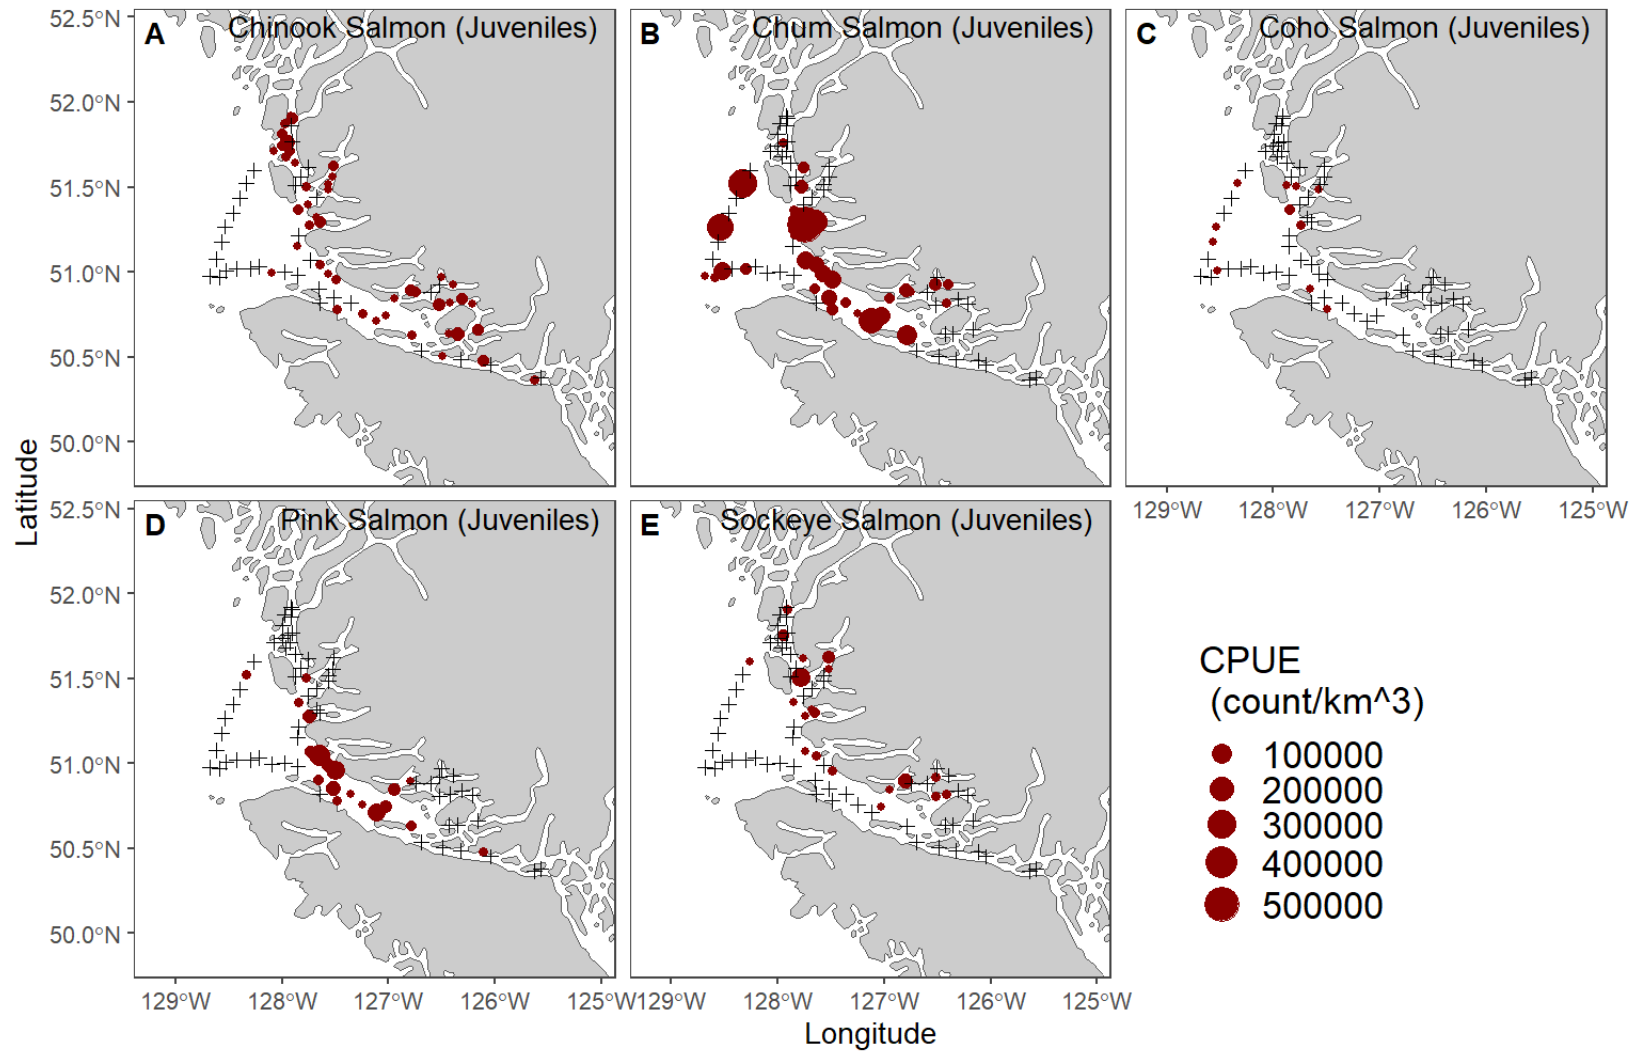 A Chinook Salmon (Juveniles)
B Chum Salmon (Juveniles)
C Coho Salmon (Juveniles)
52.5°N
52.0°N
51.5°N
51.0°N
50.5°N
50.0°N
129°W 128°W 127°W 126°W 125°W
Latitude
D Pink Salmon (Juveniles)
E Sockeye Salmon (Juveniles)
52.5°N
52.0°N
51.5°N
51.0°N
50.5°N
50.0°N
129°W 128°W 127°W 126°W 125°W
129°W 128°W 127°W 126°W 125°W
Longitude
CPUE
(count/km^3)
100000
200000
300000
400000
500000